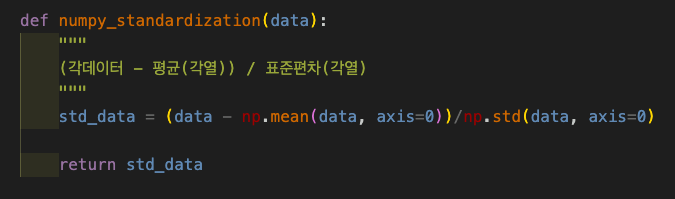 def numpy_standardization(data):
"""
(각데이터 - 평균(각열)) / 표준편차(각열)
"""
std_data = (data - np.mean(data, axis=0))/np.std(data, axis=0)
return std_data